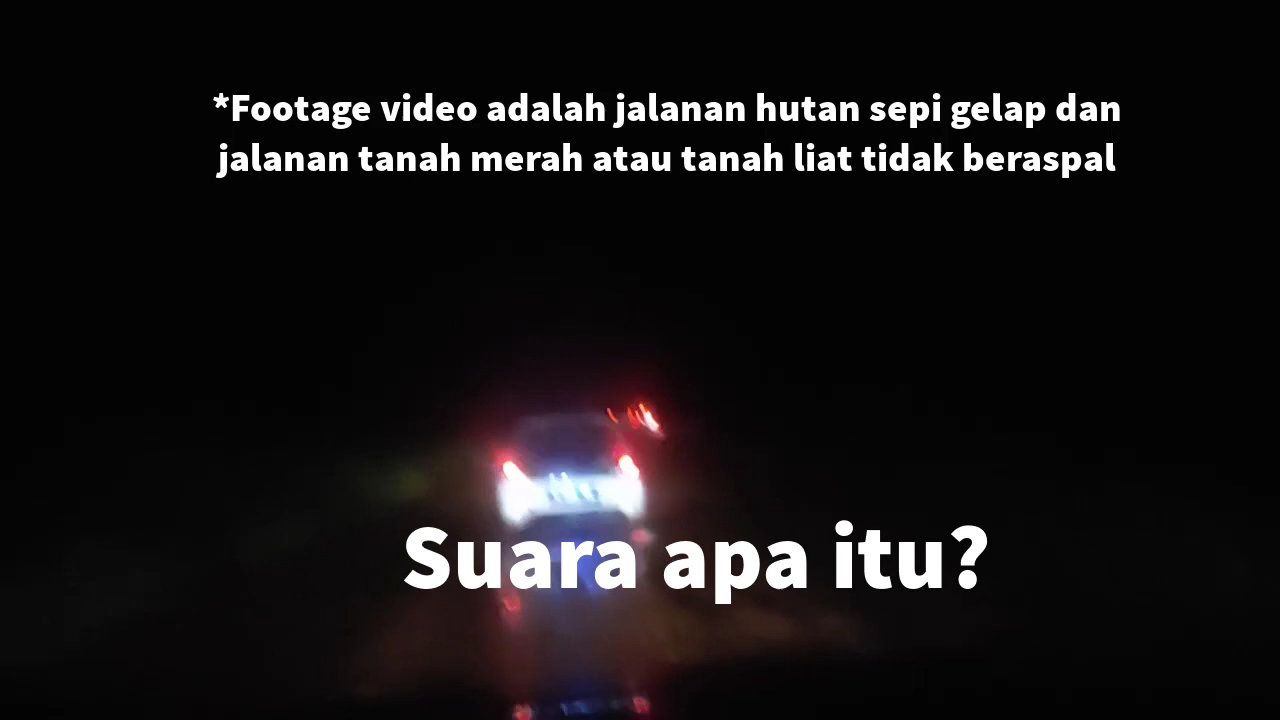 *Footage video adalah jalanan hutan sepi gelap dan
jalanan tanah merah atau tanah liat tidak beraspal
Suara apa itu?